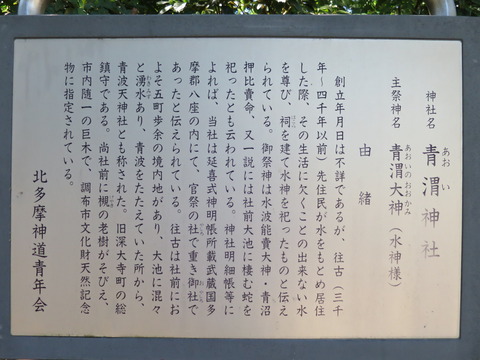 神社名 青渭神社
あおい
主祭神名 青渭大神（水神様）
あおいのおおかみ
由緒
創立年月日は不詳であるが、往古（三千
年～四千年以前）先住民が水をもとめ居住
した際、その生活に欠くことの出来ない水
を尊び、祠を建て水神を祀ったものと伝え
られている。御祭神は水波能賣大神・青沼
押比賣命、又一説には社前大池に棲む蛇を
祀ったとも云われている。神社明細帳等に
よれば、当社は延喜式神明帳所載武蔵国多
摩郡八座の内にて、官祭の社で重き御社で
あったと伝えられている。往古は社前にお
よそ五町歩余の境内地があり、大池に混々
と湧水あり、青波をたたえていた所から、
青波天神社とも称された。旧深大寺町の総
鎮守である。尚社前に槻の老樹がそびえ、
市内随一の巨木で、調布市文化財天然記念
物に指定されている。
北多摩神道青年会